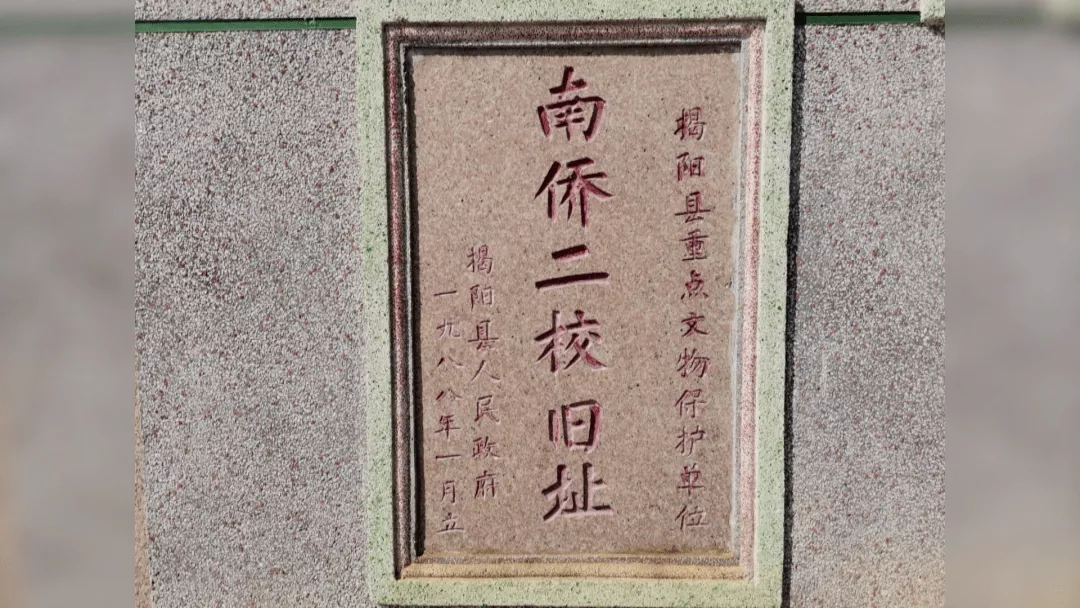 揭阳县重点文物保护单位
南侨二校旧址
揭阳县人民政府
一九八八年一月立